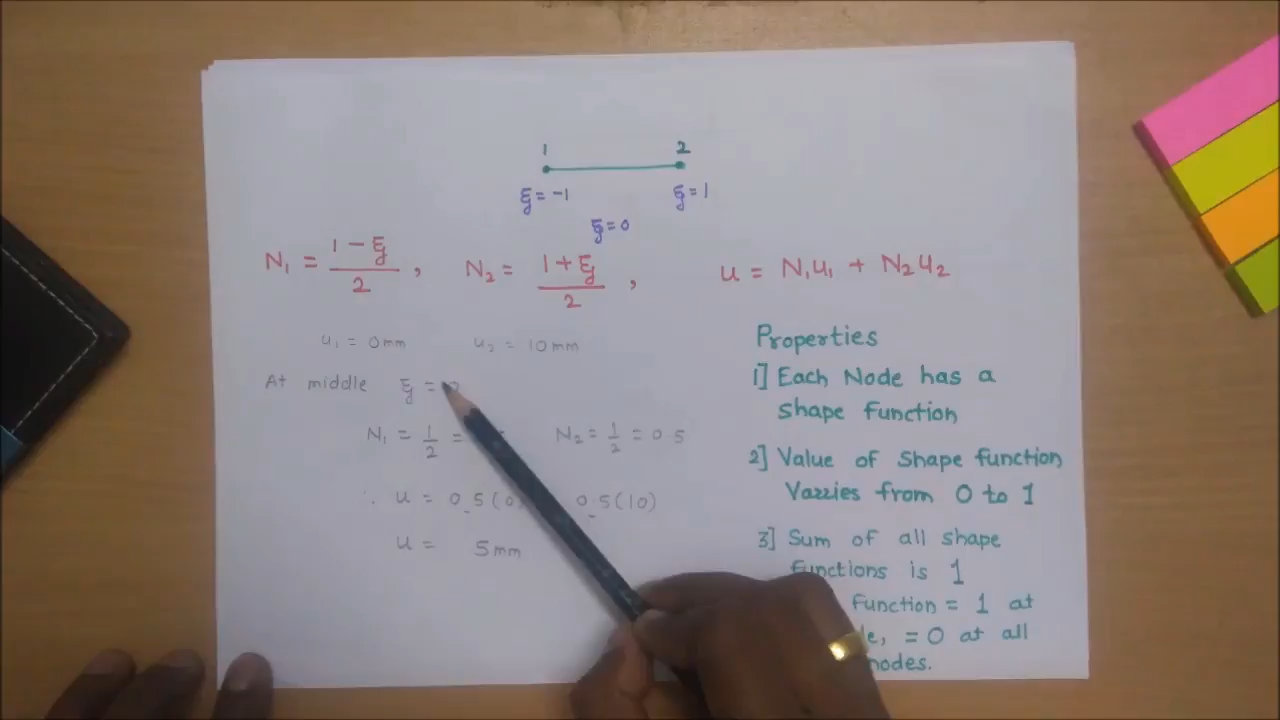 1 2
ξ = -1 ξ = 1
ξ = 0
N₁ = (1 - ξ)/2 , N₂ = (1 + ξ)/2 , u = N₁u₁ + N₂u₂
u₁ = 0mm u₂ = 10mm
At middle ξ =
N₁ = 1/2 = N₂ = 1/2 = 0.5
∴ u = 0.5(0 0.5(10)
u = 5mm
Properties
1] Each Node has a
shape function
2] Value of shape function
Varries from 0 to 1
3] Sum of all shape
functions is 1
function = 1 at
= 0 at all
nodes.